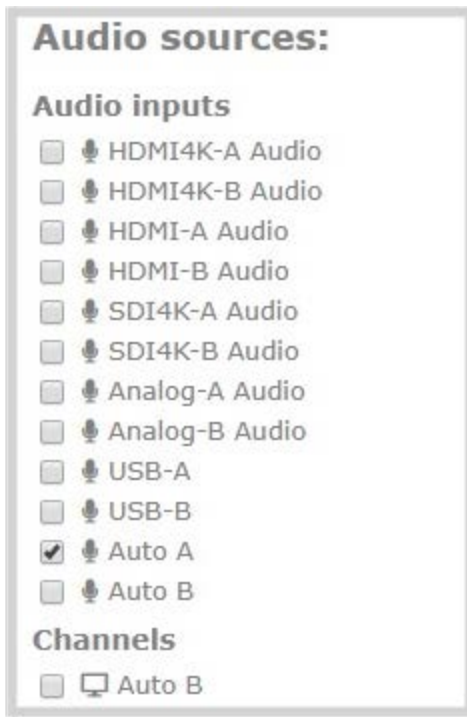 Audio sources:
Audio inputs
HDMI4K-A Audio
HDMI4K-B Audio
HDMI-A Audio
HDMI-B Audio
SDI4K-A Audio
SDI4K-B Audio
Analog-A Audio
Analog-B Audio
USB-A
USB-B
Auto A
Auto B
Channels
Auto B